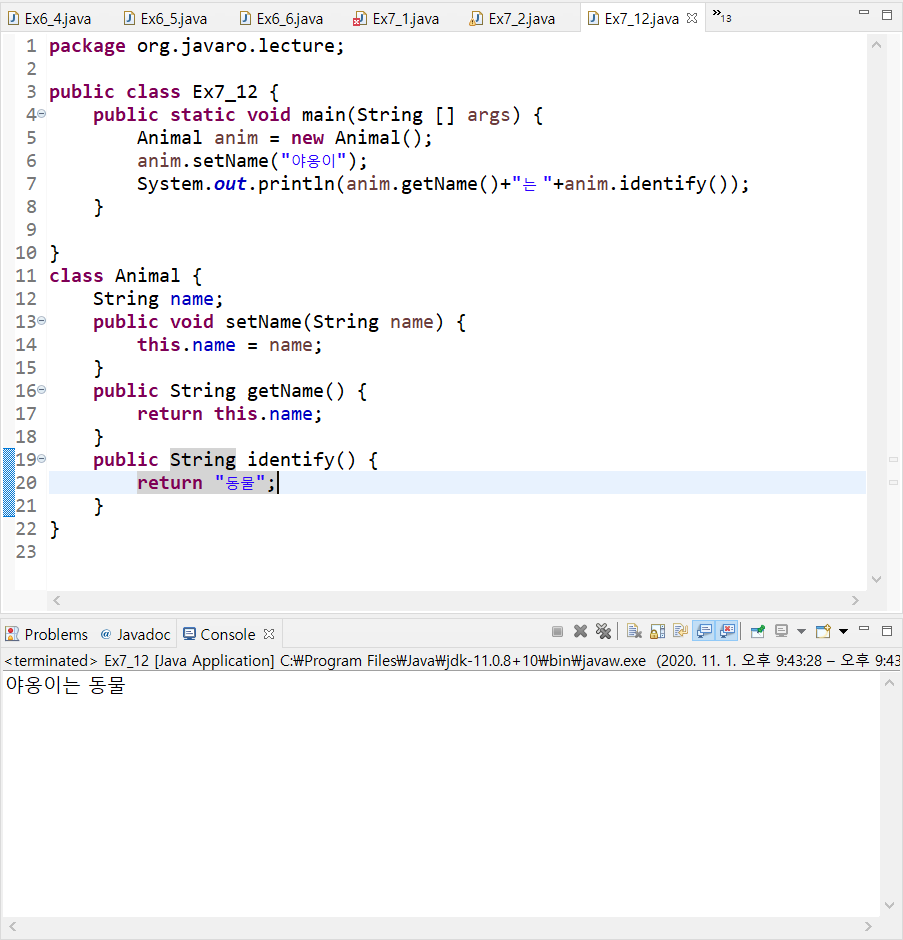 Ex6_4.java Ex6_5.java Ex6_6.java Ex7_1.java Ex7_2.java Ex7_12.java »13
1 package org.javaro.lecture;
2
3 public class Ex7_12 {
4 public static void main(String [] args) {
5 Animal anim = new Animal();
6 anim.setName("야옹이");
7 System.out.println(anim.getName()+"는 "+anim.identify());
8 }
9
10 }
11 class Animal {
12 String name;
13 public void setName(String name) {
14 this.name = name;
15 }
16 public String getName() {
17 return this.name;
18 }
19 public String identify() {
20 return "동물";
21 }
22 }
23
Problems @ Javadoc Console
<terminated> Ex7_12 [Java Application] C:₩Program Files₩Java₩jdk-11.0.8+10₩bin₩javaw.exe (2020. 11. 1. 오후 9:43:28 – 오후 9:43
야옹이는 동물